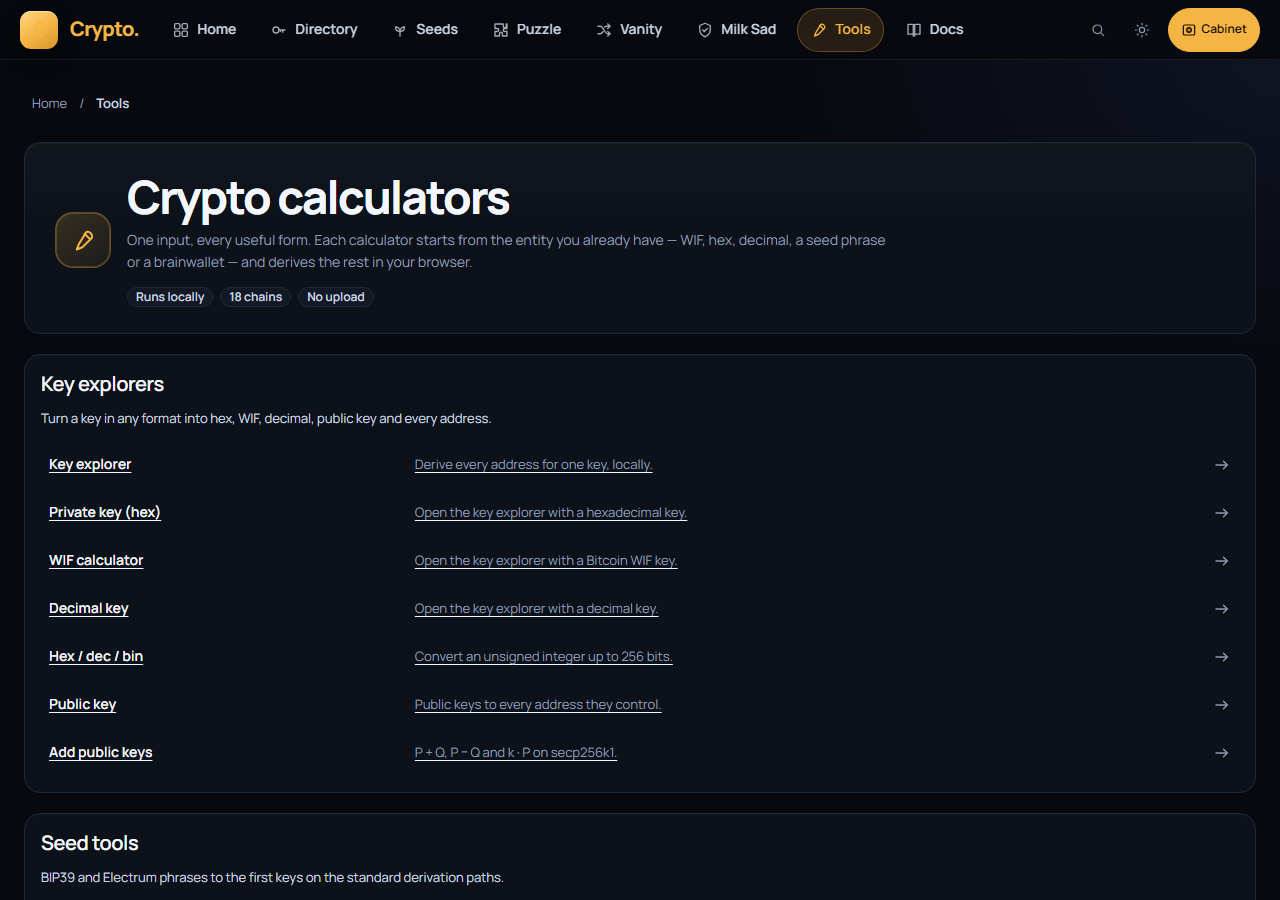 Crypto.
Home
Directory
Seeds
Puzzle
Vanity
Milk Sad
Tools
Docs
Cabinet
Home / Tools
Crypto calculators
One input, every useful form. Each calculator starts from the entity you already have — WIF, hex, decimal, a seed phrase
or a brainwallet — and derives the rest in your browser.
Runs locally
18 chains
No upload
Key explorers
Turn a key in any format into hex, WIF, decimal, public key and every address.
Key explorer
Derive every address for one key, locally.
Private key (hex)
Open the key explorer with a hexadecimal key.
WIF calculator
Open the key explorer with a Bitcoin WIF key.
Decimal key
Open the key explorer with a decimal key.
Hex / dec / bin
Convert an unsigned integer up to 256 bits.
Public key
Public keys to every address they control.
Add public keys
P + Q, P − Q and k · P on secp256k1.
Seed tools
BIP39 and Electrum phrases to the first keys on the standard derivation paths.